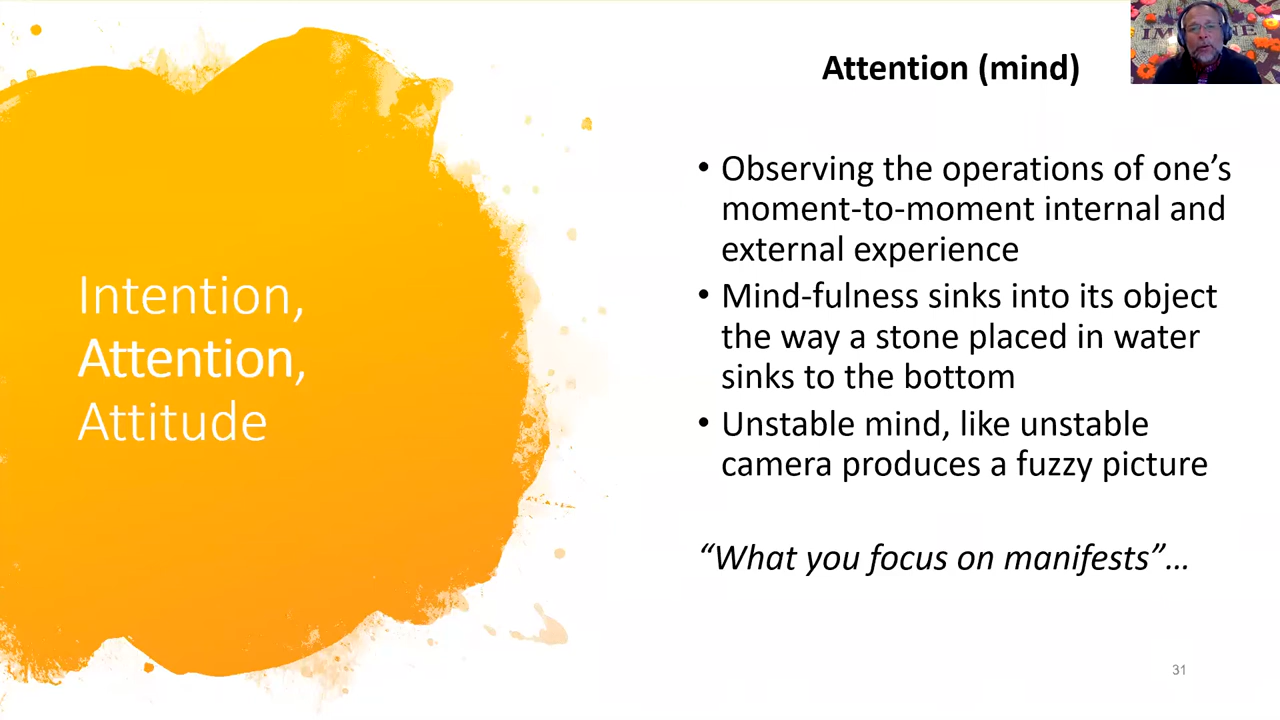 Intention,
Attention,
Attitude
Attention (mind)
• Observing the operations of one’s
moment-to-moment internal and
external experience
• Mind-fulness sinks into its object
the way a stone placed in water
sinks to the bottom
• Unstable mind, like unstable
camera produces a fuzzy picture
“What you focus on manifests”…
31